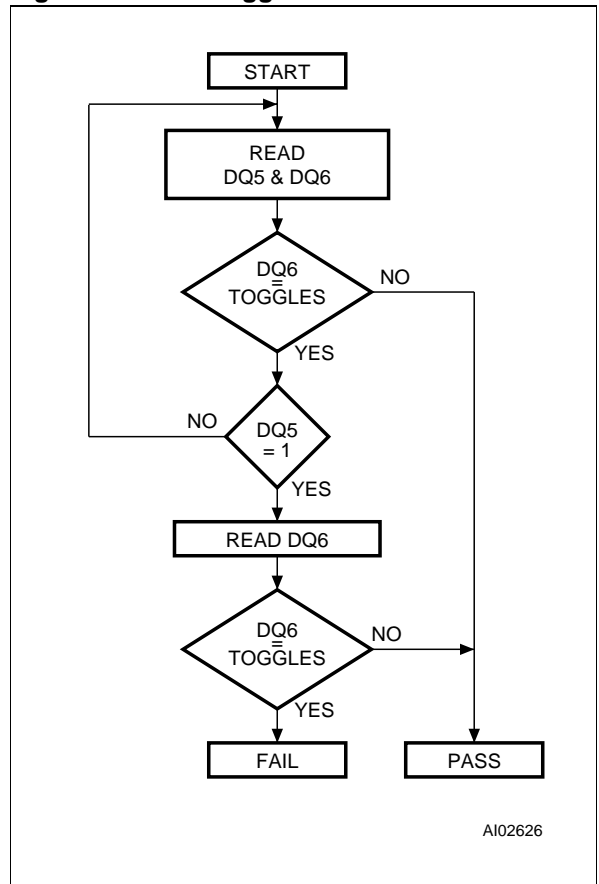 START
READ
DQ5 & DQ6
DQ6
=
TOGGLES
NO
YES
NO
DQ5
= 1
YES
READ DQ6
DQ6
=
TOGGLES
NO
YES
FAIL
PASS
AI02626